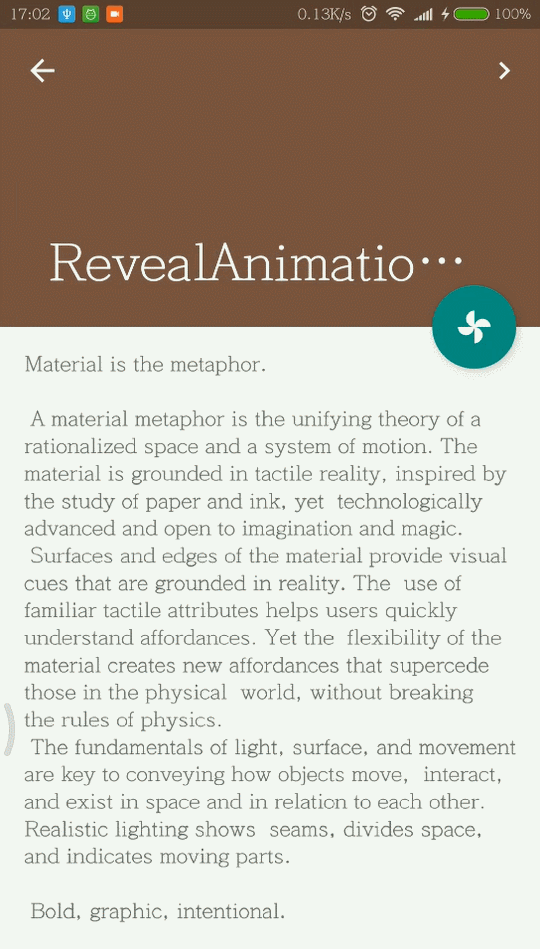 17:02 0.13K/s 100%
RevealAnimatio…
Material is the metaphor.
A material metaphor is the unifying theory of a
rationalized space and a system of motion. The
material is grounded in tactile reality, inspired by
the study of paper and ink, yet  technologically
advanced and open to imagination and magic.
Surfaces and edges of the material provide visual
cues that are grounded in reality. The  use of
familiar tactile attributes helps users quickly
understand affordances. Yet the  flexibility of the
material creates new affordances that supercede
those in the physical  world, without breaking
the rules of physics.
The fundamentals of light, surface, and movement
are key to conveying how objects move,  interact,
and exist in space and in relation to each other.
Realistic lighting shows  seams, divides space,
and indicates moving parts.
Bold, graphic, intentional.